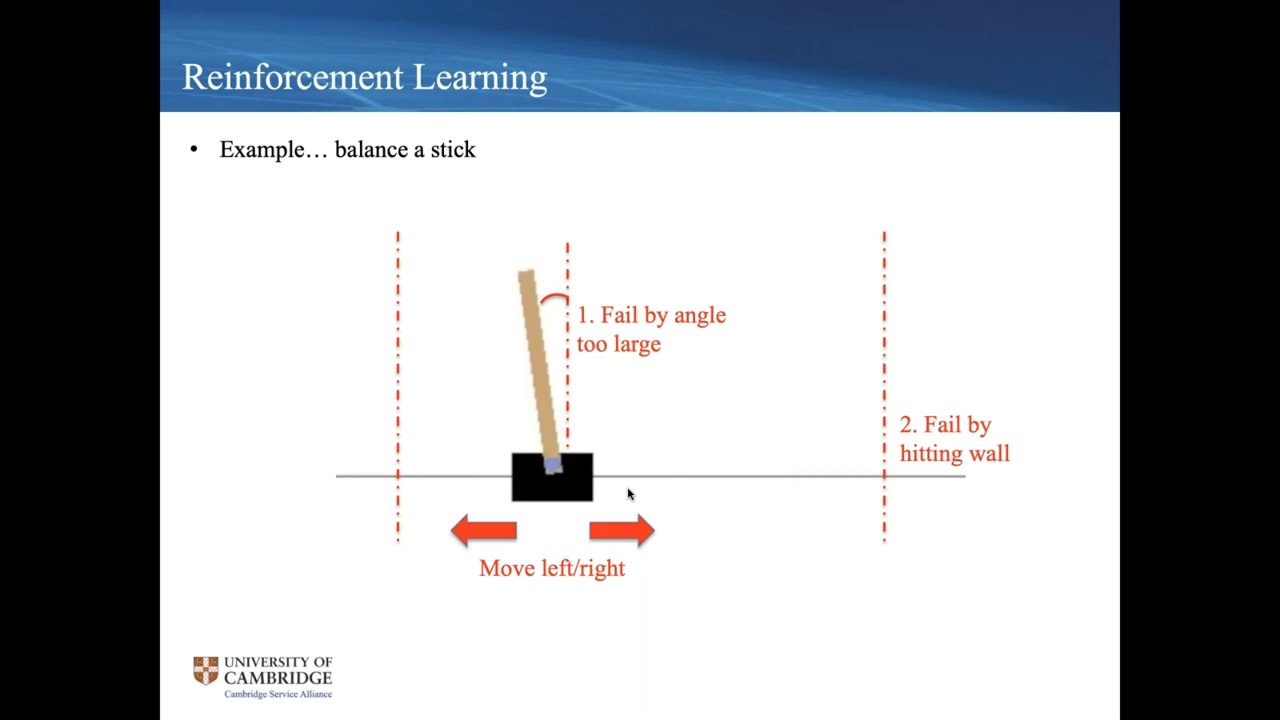 Reinforcement Learning
• Example… balance a stick
1. Fail by angle
too large
2. Fail by
hitting wall
Move left/right
UNIVERSITY OF
CAMBRIDGE
Cambridge Service Alliance